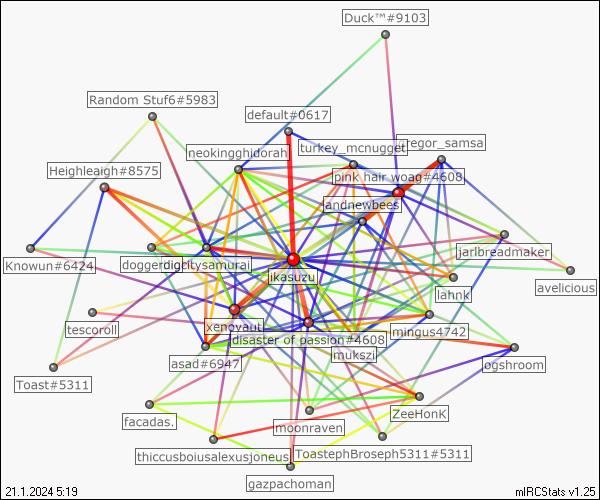 Duck™#9103
Random Stuf6#5983
default#0617
turkey_mcnugget
gregor_samsa
neokingghidorah
Heighleaigh#8575
pink hair woag#4608
andnewbees
jarlbreadmaker
Knowun#6424
digcitysamurai
jikasuzu
avelicious
lahnk
tescoroll
xenovaut
mingus4742
disaster of passion#4608
mukszi
asad#6947
ogshroom
Toast#5311
ZeeHonK
facadas.
moonraven
thiccusboiusalexusjoneus
ToastephBroseph5311#5311
gazpachoman
21.1.2024 5:19
mIRCStats v1.25